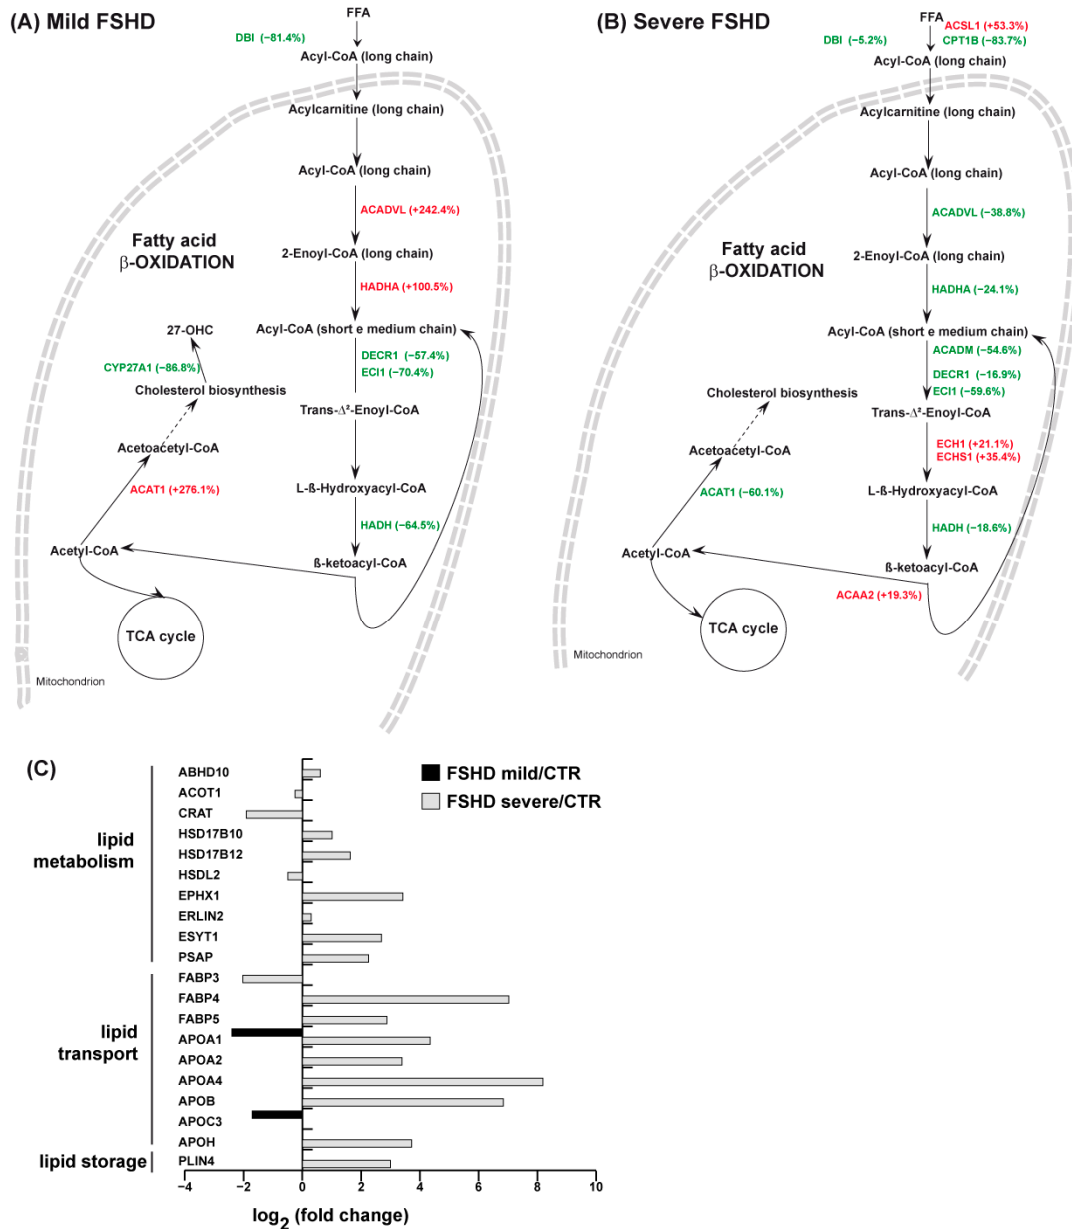 (A) Mild FSHD
FFA
DBI (−81.4%)
Acyl-CoA (long chain)
Acylcarnitine (long chain)
Acyl-CoA (long chain)
ACADVL (+242.4%)
Fatty acid
β-OXIDATION
2-Enoyl-CoA (long chain)
HADHA (+100.5%)
27-OHC
Acyl-CoA (short e medium chain)
CYP27A1 (−86.8%)
DECR1 (−57.4%)
ECI1 (−70.4%)
Cholesterol biosynthesis
Trans-Δ²-Enoyl-CoA
Acetoacetyl-CoA
ACAT1 (+276.1%)
L-ß-Hydroxyacyl-CoA
HADH (−64.5%)
Acetyl-CoA
ß-ketoacyl-CoA
TCA cycle
Mitochondrion
(B) Severe FSHD
FFA
ACSL1 (+53.3%)
DBI (−5.2%)
CPT1B (−83.7%)
Acyl-CoA (long chain)
Acylcarnitine (long chain)
Acyl-CoA (long chain)
ACADVL (−38.8%)
Fatty acid
β-OXIDATION
2-Enoyl-CoA (long chain)
HADHA (−24.1%)
Acyl-CoA (short e medium chain)
ACADM (−54.6%)
DECR1 (−16.9%)
ECI1 (−59.6%)
Cholesterol biosynthesis
Trans-Δ²-Enoyl-CoA
ECH1 (+21.1%)
ECHS1 (+35.4%)
Acetoacetyl-CoA
ACAT1 (−60.1%)
L-ß-Hydroxyacyl-CoA
HADH (−18.6%)
Acetyl-CoA
ß-ketoacyl-CoA
ACAA2 (+19.3%)
TCA cycle
Mitochondrion
(C)
FSHD mild/CTR
FSHD severe/CTR
lipid
metabolism
ABHD10
ACOT1
CRAT
HSD17B10
HSD17B12
HSDL2
EPHX1
ERLIN2
ESYT1
PSAP
lipid
transport
FABP3
FABP4
FABP5
APOA1
APOA2
APOA4
APOB
APOC3
APOH
lipid storage
PLIN4
−4 −2 0 2 4 6 8 10
log2 (fold change)